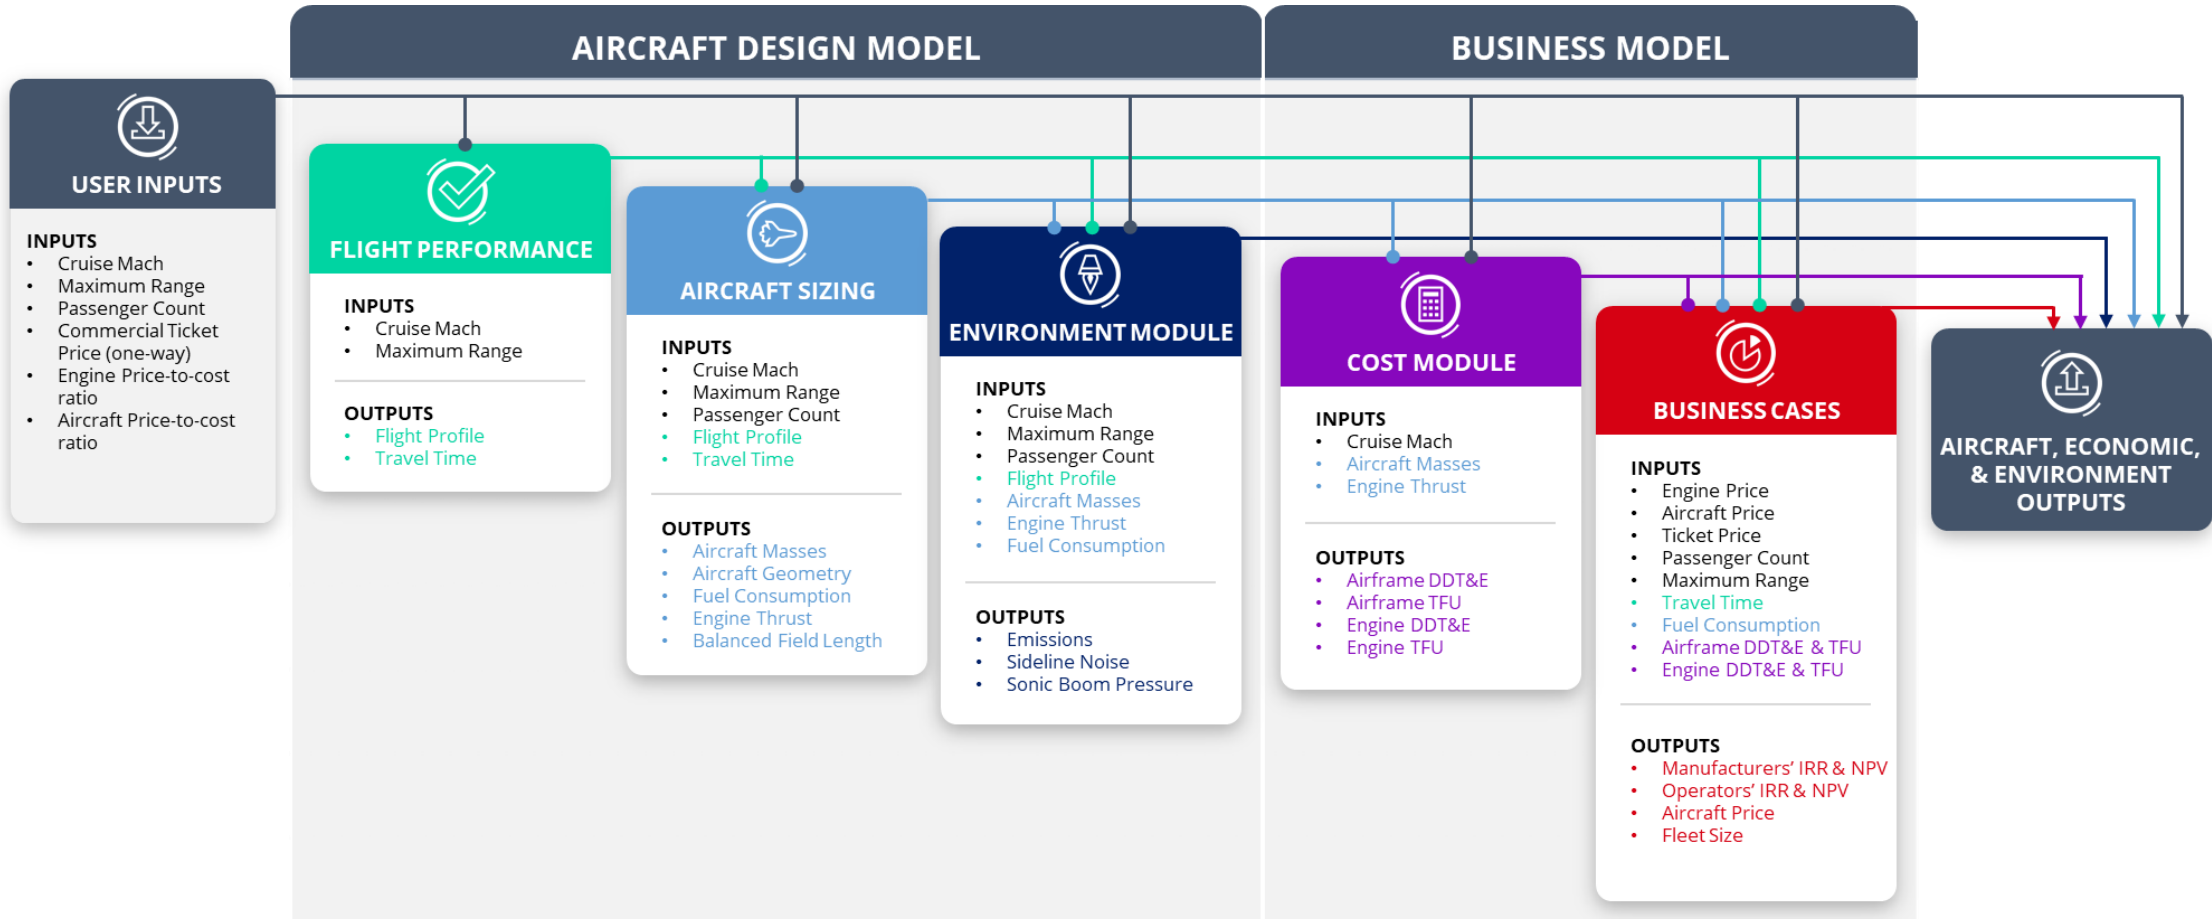 AIRCRAFT DESIGN MODEL
BUSINESS MODEL
USER INPUTS
INPUTS
• Cruise Mach
• Maximum Range
• Passenger Count
• Commercial Ticket
Price (one-way)
• Engine Price-to-cost
ratio
• Aircraft Price-to-cost
ratio
FLIGHT PERFORMANCE
INPUTS
• Cruise Mach
• Maximum Range
OUTPUTS
• Flight Profile
• Travel Time
AIRCRAFT SIZING
INPUTS
• Cruise Mach
• Maximum Range
• Passenger Count
• Flight Profile
• Travel Time
OUTPUTS
• Aircraft Masses
• Aircraft Geometry
• Fuel Consumption
• Engine Thrust
• Balanced Field Length
ENVIRONMENT MODULE
INPUTS
• Cruise Mach
• Maximum Range
• Passenger Count
• Flight Profile
• Aircraft Masses
• Engine Thrust
• Fuel Consumption
OUTPUTS
• Emissions
• Sideline Noise
• Sonic Boom Pressure
COST MODULE
INPUTS
• Cruise Mach
• Aircraft Masses
• Engine Thrust
OUTPUTS
• Airframe DDT&E
• Airframe TFU
• Engine DDT&E
• Engine TFU
BUSINESS CASES
INPUTS
• Engine Price
• Aircraft Price
• Ticket Price
• Passenger Count
• Maximum Range
• Travel Time
• Fuel Consumption
• Airframe DDT&E & TFU
• Engine DDT&E & TFU
OUTPUTS
• Manufacturers’ IRR & NPV
• Operators’ IRR & NPV
• Aircraft Price
• Fleet Size
AIRCRAFT, ECONOMIC,
& ENVIRONMENT
OUTPUTS